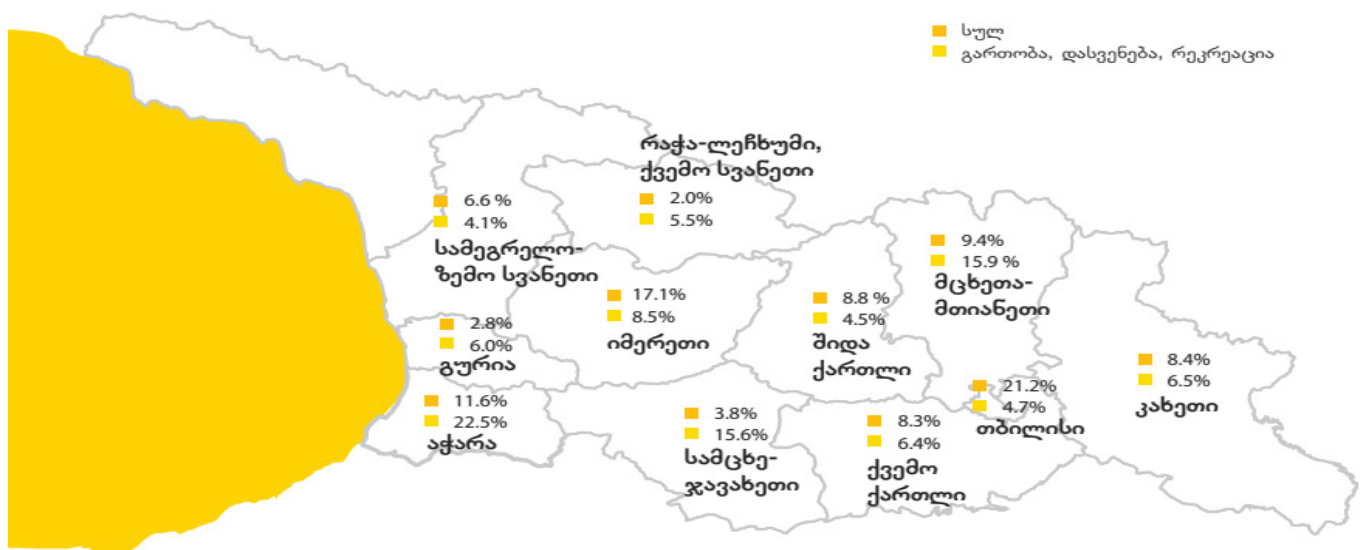 სულ
გართობა, დასვენება, რეკრეაცია
რაჭა-ლეჩხუმი,
ქვემო სვანეთი
2.0%
5.5%
6.6 %
4.1%
სამეგრელო-
ზემო სვანეთი
9.4%
15.9 %
მცხეთა-
მთიანეთი
17.1%
8.5%
იმერეთი
8.8 %
4.5%
შიდა
ქართლი
2.8%
6.0%
გურია
8.4%
6.5%
კახეთი
21.2%
4.7%
თბილისი
11.6%
22.5%
აჭარა
3.8%
15.6%
სამცხე-
ჯავახეთი
8.3%
6.4%
ქვემო
ქართლი